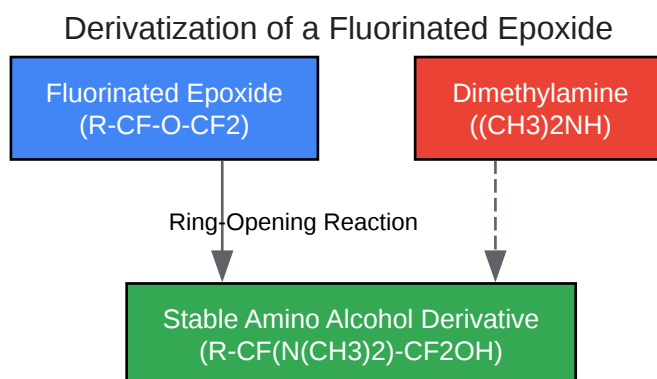 Derivatization of a Fluorinated Epoxide
Fluorinated Epoxide
(R-CF-O-CF2)
Dimethylamine
((CH3)2NH)
Ring-Opening Reaction
Stable Amino Alcohol Derivative
(R-CF(N(CH3)2)-CF2OH)